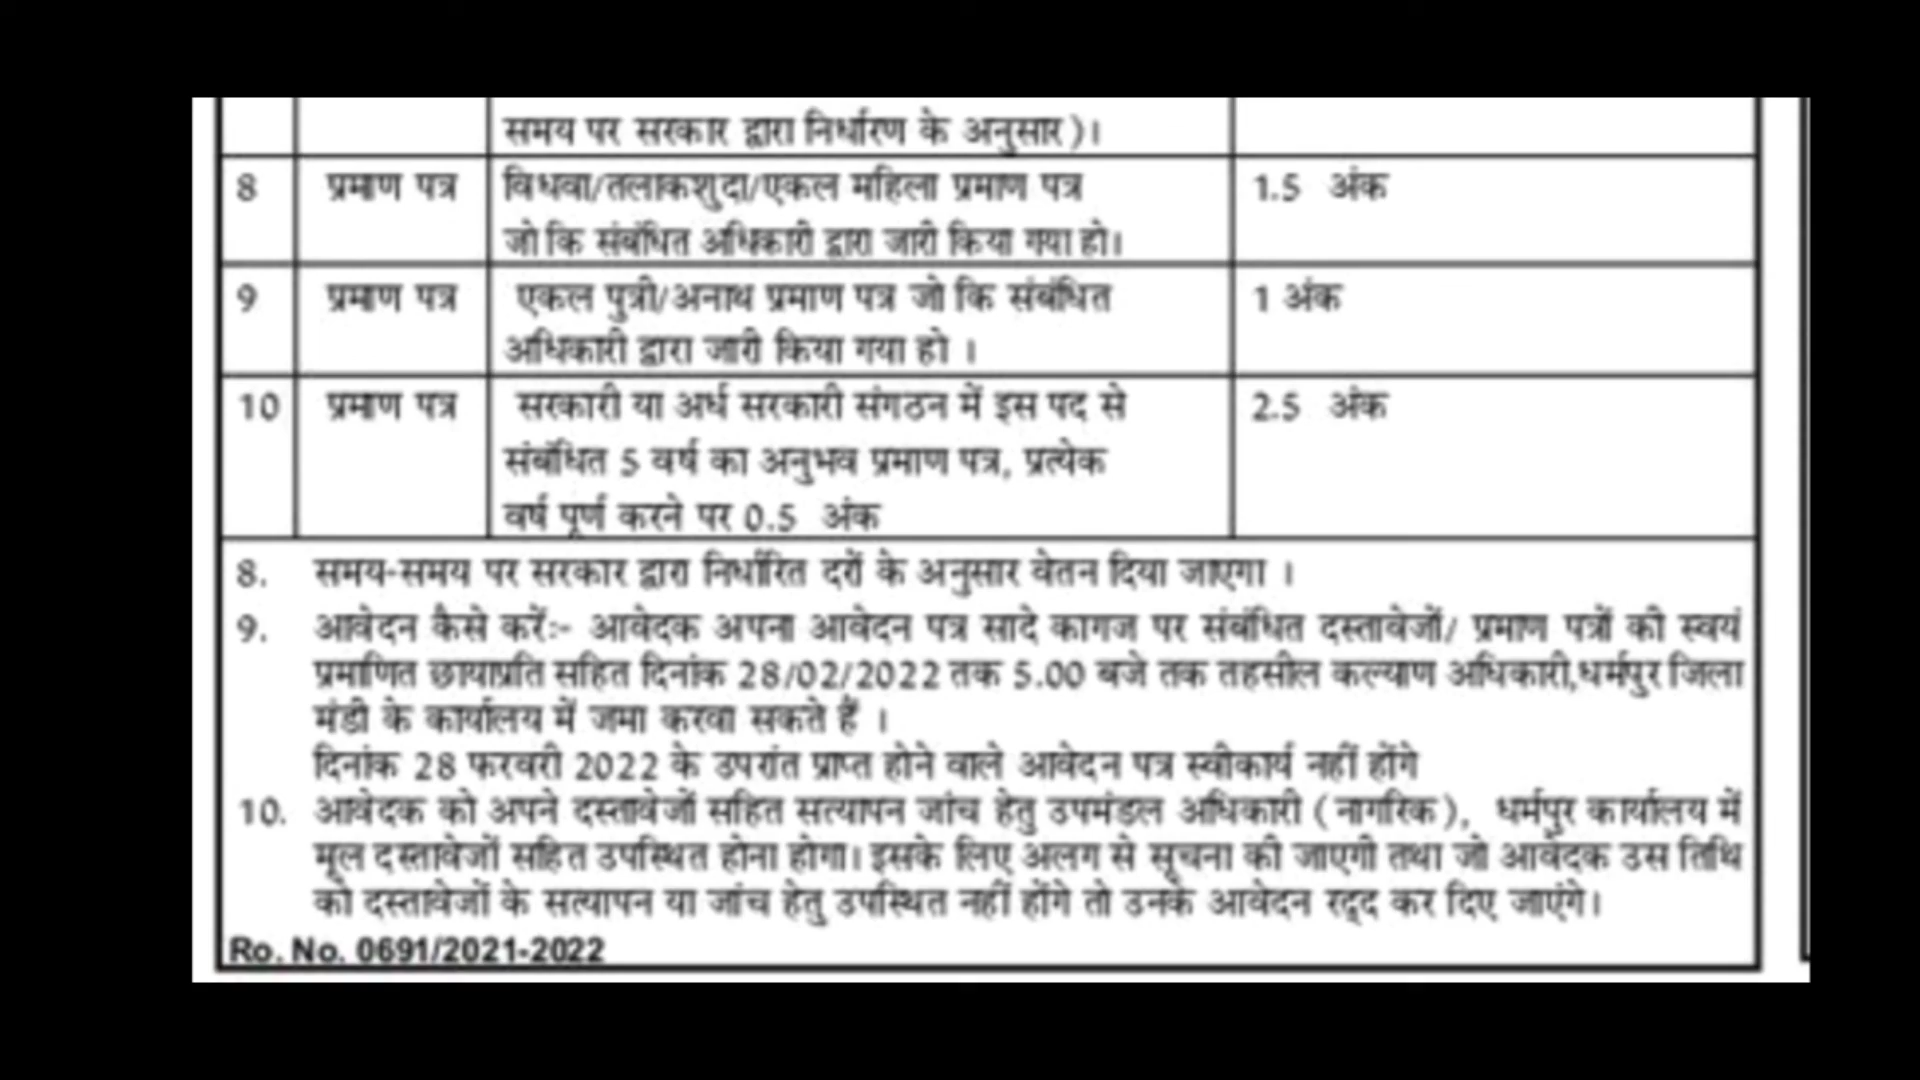 समय पर सरकार द्वारा निर्धारण के अनुसार)।
8 प्रमाण पत्र विधवा/तलाकशुदा/एकल महिला प्रमाण पत्र 1.5 अंक
जो कि संबंधित अधिकारी द्वारा जारी किया गया हो।
9 प्रमाण पत्र एकल पुत्री/अनाथ प्रमाण पत्र जो कि संबंधित 1 अंक
अधिकारी द्वारा जारी किया गया हो ।
10 प्रमाण पत्र सरकारी या अर्ध सरकारी संगठन में इस पद से 2.5 अंक
संबंधित 5 वर्ष का अनुभव प्रमाण पत्र, प्रत्येक
वर्ष पूर्ण करने पर 0.5 अंक
8. समय-समय पर सरकार द्वारा निर्धारित दरों के अनुसार वेतन दिया जाएगा ।
9. आवेदन कैसे करें:- आवेदक अपना आवेदन पत्र सादे कागज पर संबंधित दस्तावेजों/ प्रमाण पत्रों की स्वयं
प्रमाणित छायाप्रति सहित दिनांक 28/02/2022 तक 5.00 बजे तक तहसील कल्याण अधिकारी,धर्मपुर जिला
मंडी के कार्यालय में जमा करवा सकते हैं ।
दिनांक 28 फरवरी 2022 के उपरांत प्राप्त होने वाले आवेदन पत्र स्वीकार्य नहीं होंगे
10. आवेदक को अपने दस्तावेजों सहित सत्यापन जांच हेतु उपमंडल अधिकारी (नागरिक), धर्मपुर कार्यालय में
मूल दस्तावेजों सहित उपस्थित होना होगा। इसके लिए अलग से सूचना की जाएगी तथा जो आवेदक उस तिथि
को दस्तावेजों के सत्यापन या जांच हेतु उपस्थित नहीं होंगे तो उनके आवेदन रद्द कर दिए जाएंगे।
Ro. No. 0691/2021-2022